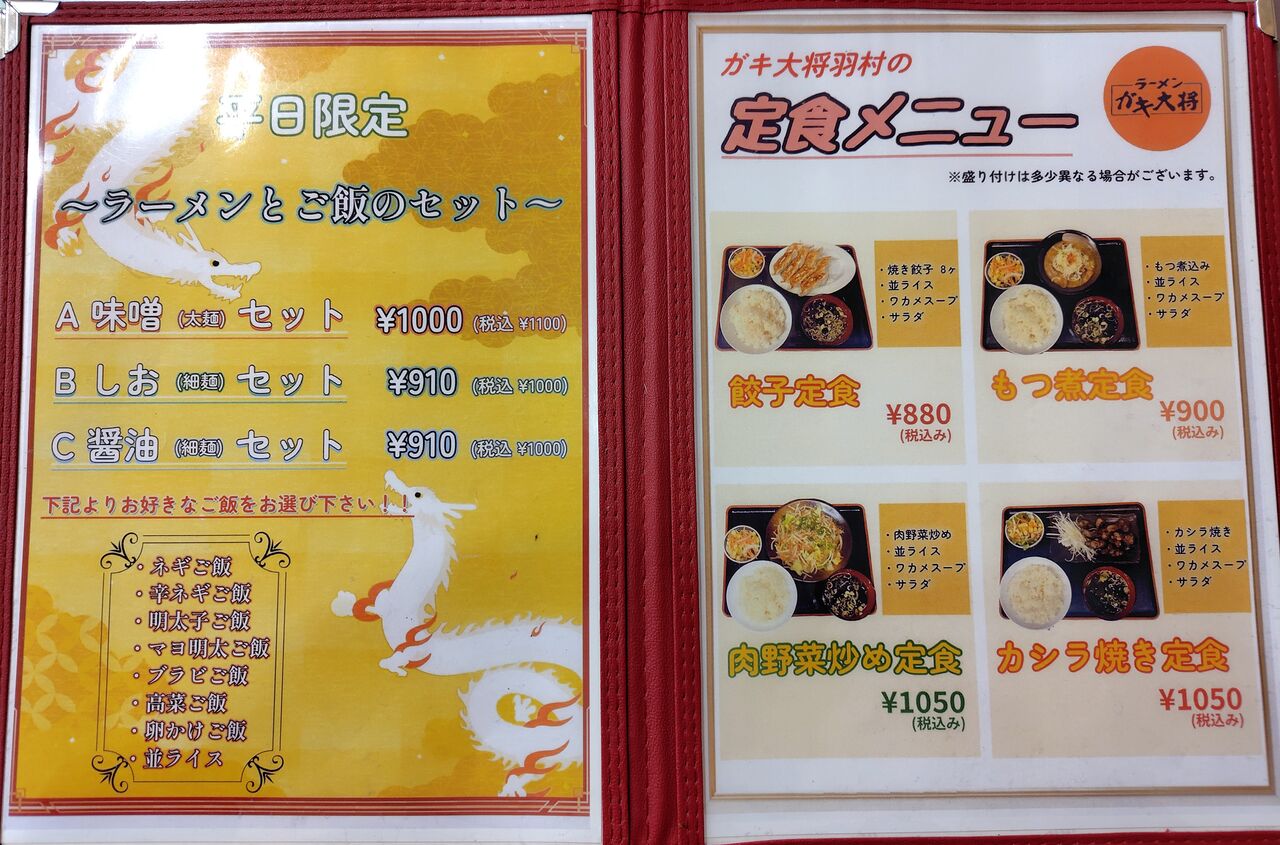 平日限定
～ラーメンとご飯のセット～
A 味噌 (太麺) セット ¥1000 (税込 ¥1100)
B しお (細麺) セット ¥910 (税込 ¥1000)
C 醤油 (細麺) セット ¥910 (税込 ¥1000)
下記よりお好きなご飯をお選び下さい！！
・ネギご飯
・辛ネギご飯
・明太子ご飯
・マヨ明太ご飯
・ブラビご飯
・高菜ご飯
・卵かけご飯
・並ライス
ガキ大将羽村の
定食メニュー
ラーメン
ガキ大将
※盛り付けは多少異なる場合がございます。
・焼き餃子 8ヶ
・並ライス
・ワカメスープ
・サラダ
餃子定食
¥880
(税込み)
・もつ煮込み
・並ライス
・ワカメスープ
・サラダ
もつ煮定食
¥900
(税込み)
・肉野菜炒め
・並ライス
・ワカメスープ
・サラダ
肉野菜炒め定食
¥1050
(税込み)
・カシラ焼き
・並ライス
・ワカメスープ
・サラダ
カシラ焼き定食
¥1050
(税込み)